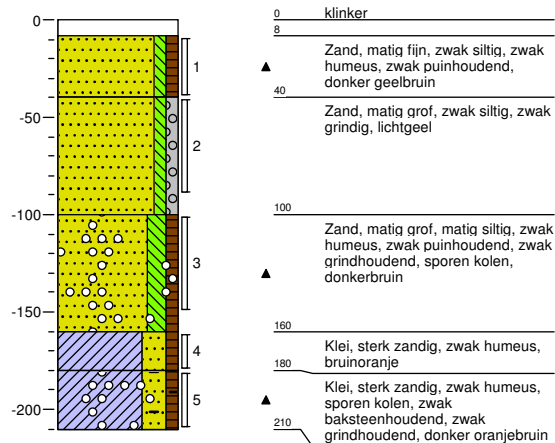 0
-50
-100
-150
-200
1
2
3
4
5
0 klinker
8
Zand, matig fijn, zwak siltig, zwak
humeus, zwak puinhoudend,
donker geelbruin
40
Zand, matig grof, zwak siltig, zwak
grindig, lichtgeel
100
Zand, matig grof, matig siltig, zwak
humeus, zwak puinhoudend, zwak
grindhoudend, sporen kolen,
donkerbruin
160
Klei, sterk zandig, zwak humeus,
bruinoranje
180
Klei, sterk zandig, zwak humeus,
sporen kolen, zwak
baksteenhoudend, zwak
grindhoudend, donker oranjebruin
210